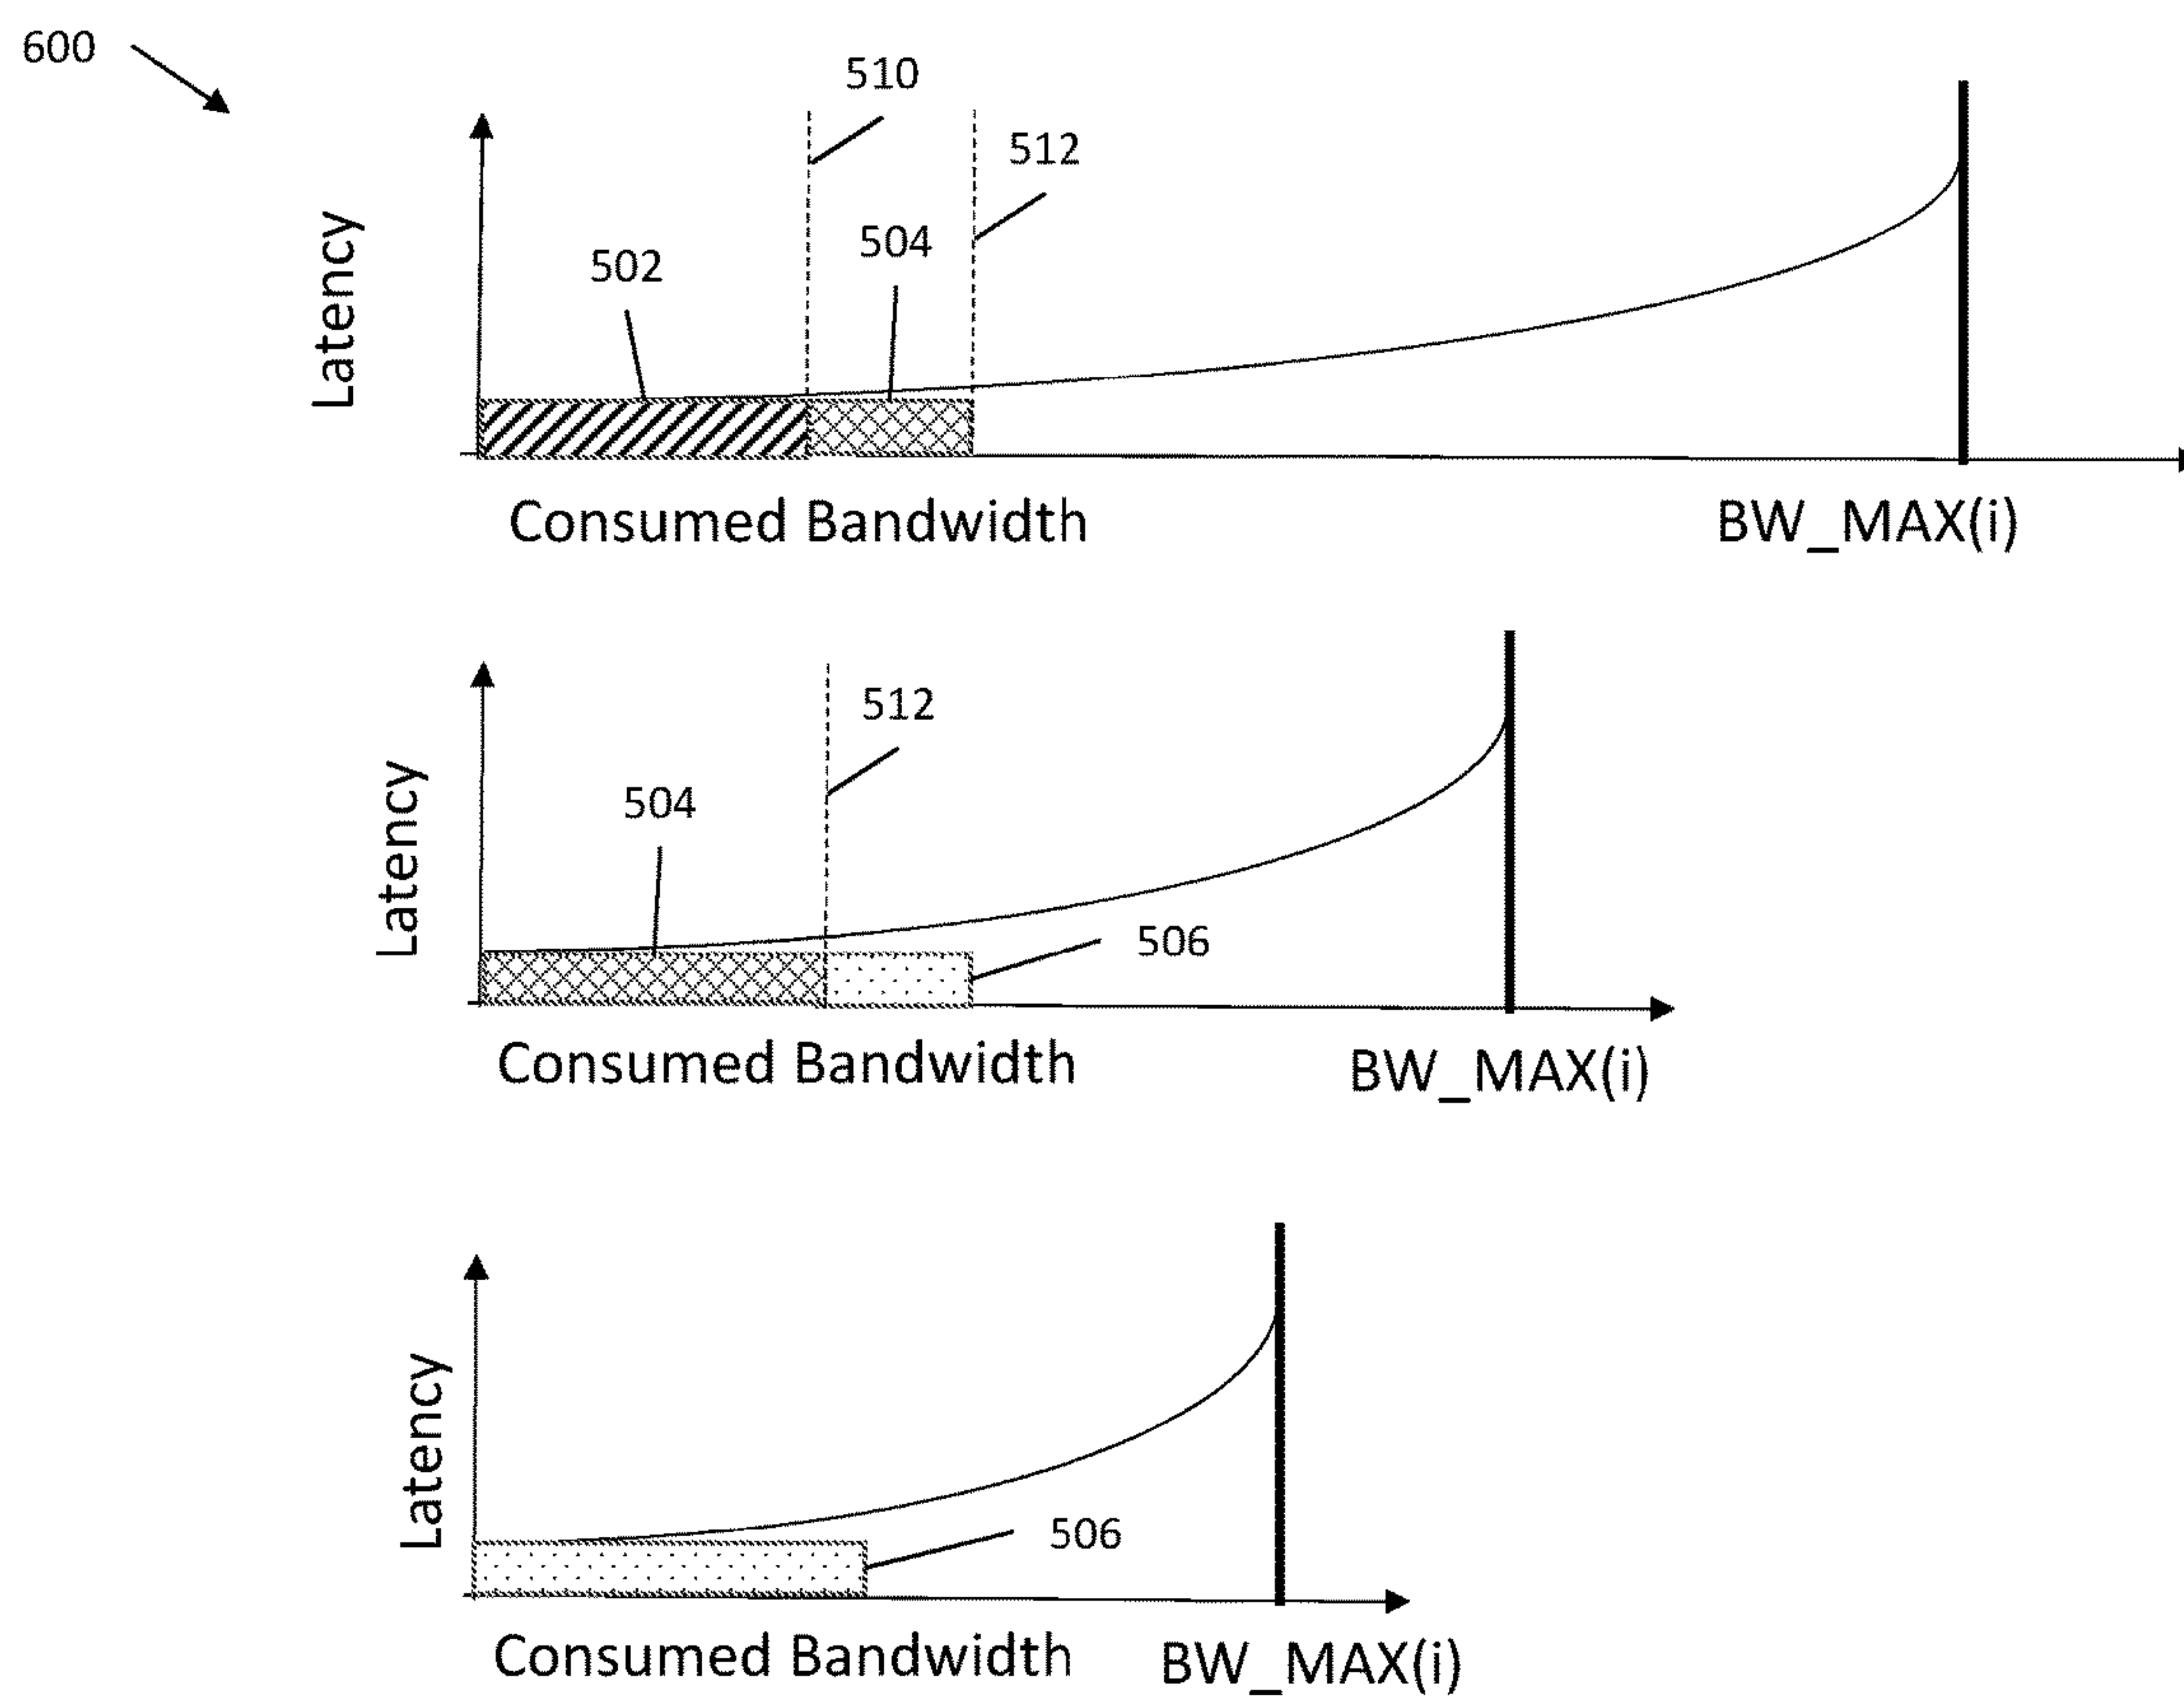 600
510
512
504
502
Latency
Consumed Bandwidth
BW_MAX(i)
512
504
506
Latency
Consumed Bandwidth
BW_MAX(i)
506
Latency
Consumed Bandwidth
BW_MAX(i)